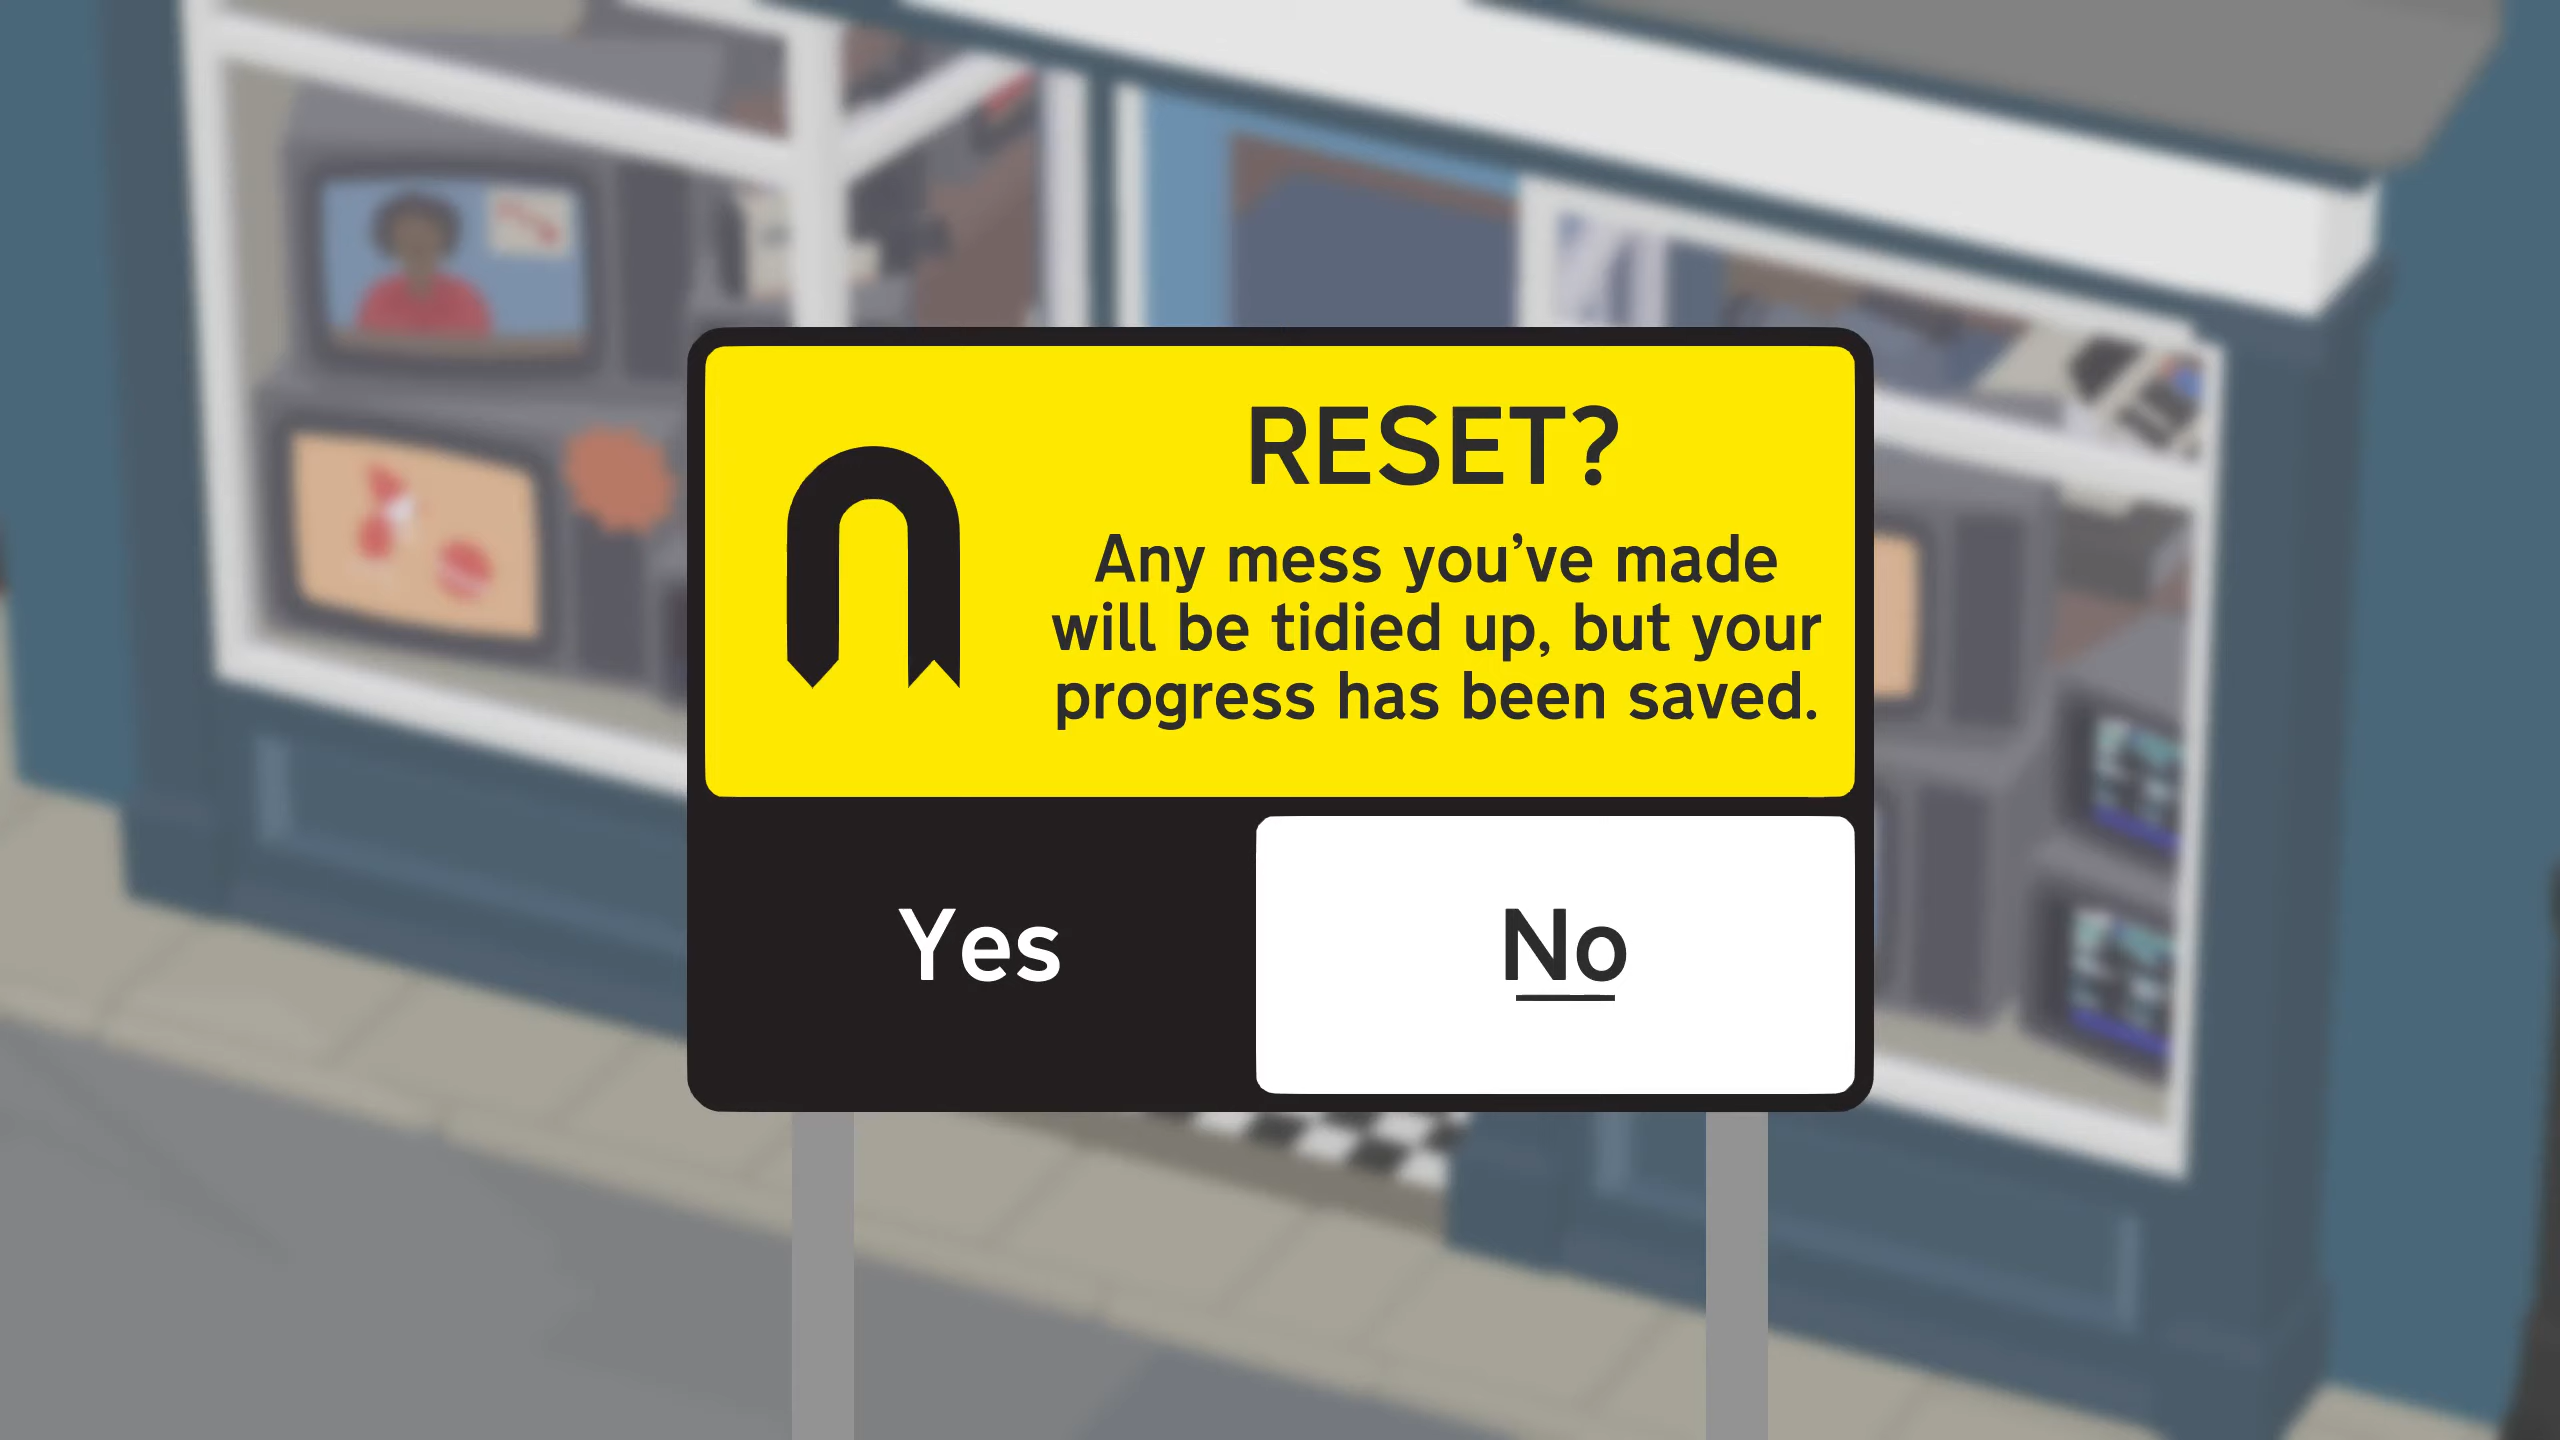 RESET?
Any mess you’ve made
will be tidied up, but your
progress has been saved.
Yes
No